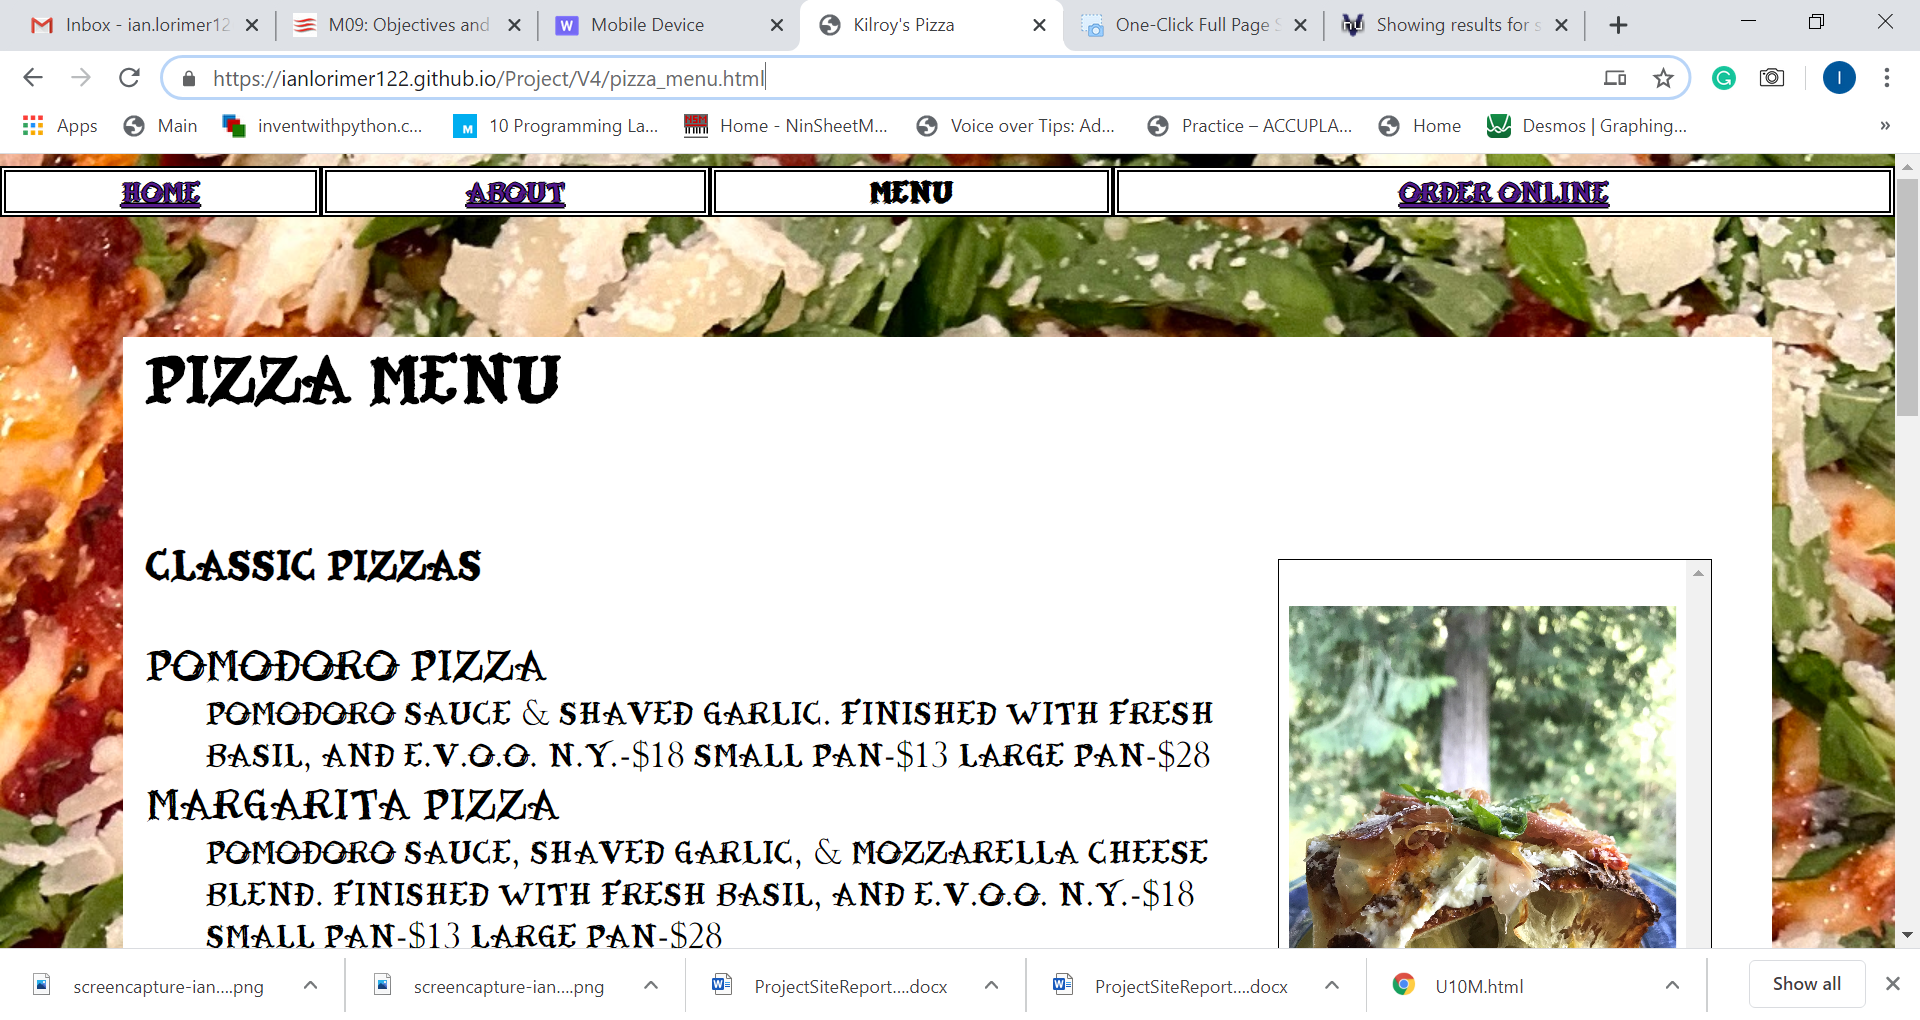 Inbox - ian.lorimer12
M09: Objectives and
Mobile Device
Kilroy's Pizza
One-Click Full Page S
Showing results for s
https://ianlorimer122.github.io/Project/V4/pizza_menu.html
Apps
Main
inventwithpython.c...
10 Programming La...
Home - NinSheetM...
Voice over Tips: Ad...
Practice – ACCUPLA...
Home
Desmos | Graphing...
»
HOME
ABOUT
MENU
ORDER ONLINE
PIZZA MENU
CLASSIC PIZZAS
POMODORO PIZZA
POMODORO SAUCE & SHAVED GARLIC. FINISHED WITH FRESH
BASIL, AND E.V.O.O. N.Y.-$18 SMALL PAN-$13 LARGE PAN-$28
MARGARITA PIZZA
POMODORO SAUCE, SHAVED GARLIC, & MOZZARELLA CHEESE
BLEND. FINISHED WITH FRESH BASIL, AND E.V.O.O. N.Y.-$18
SMALL PAN-$13 LARGE PAN-$28
screencapture-ian....png
screencapture-ian....png
ProjectSiteReport....docx
ProjectSiteReport....docx
U10M.html
Show all